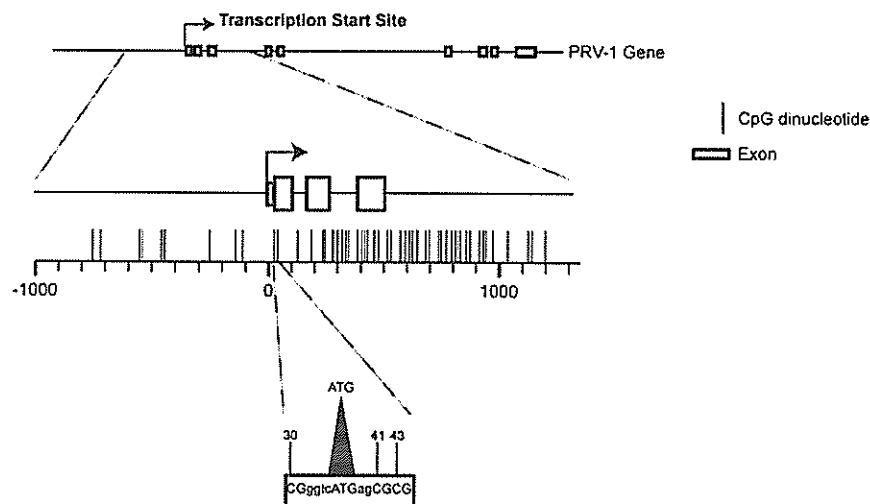 Transcription Start Site
PRV-1 Gene
CpG dinucleotide
Exon
-1000
0
1000
ATG
30
41 43
CGggtcATGagCGCG